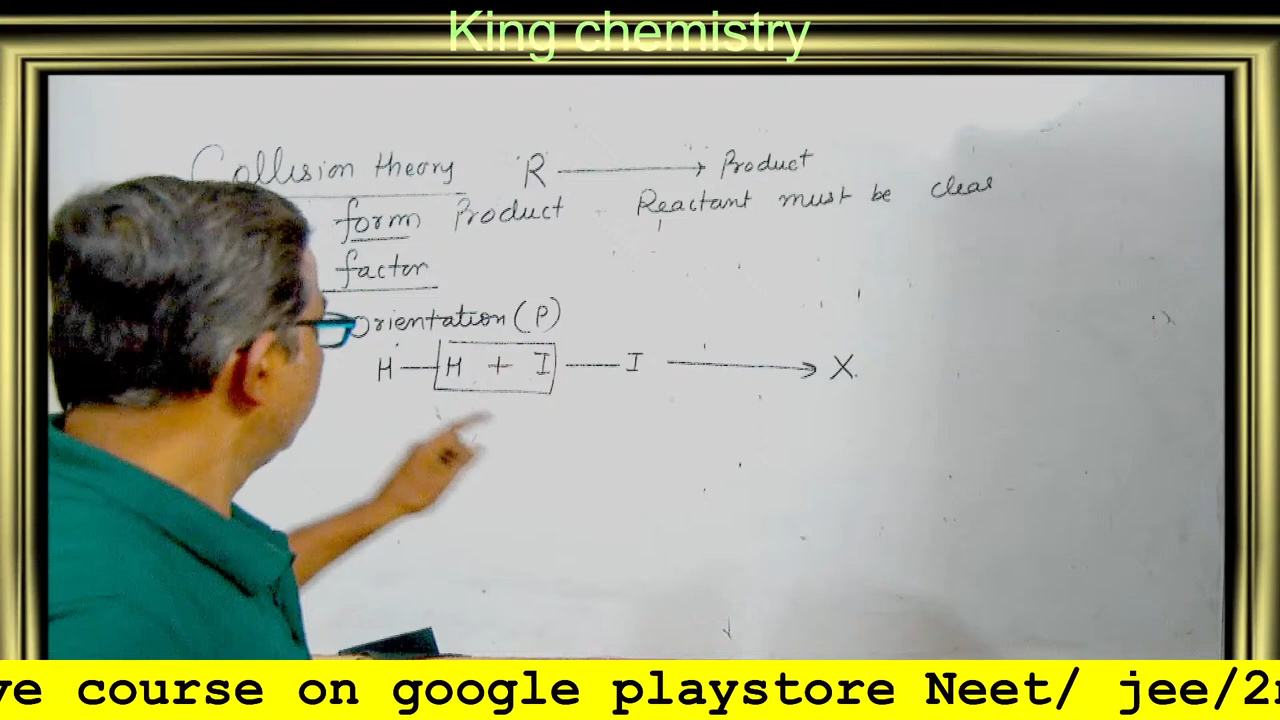 King chemistry
Collision theory R → Product
form Product Reactant must be clear
factor
Orientation (P)
H — H + I — I → X
ve course on google playstore Neet/ jee/2